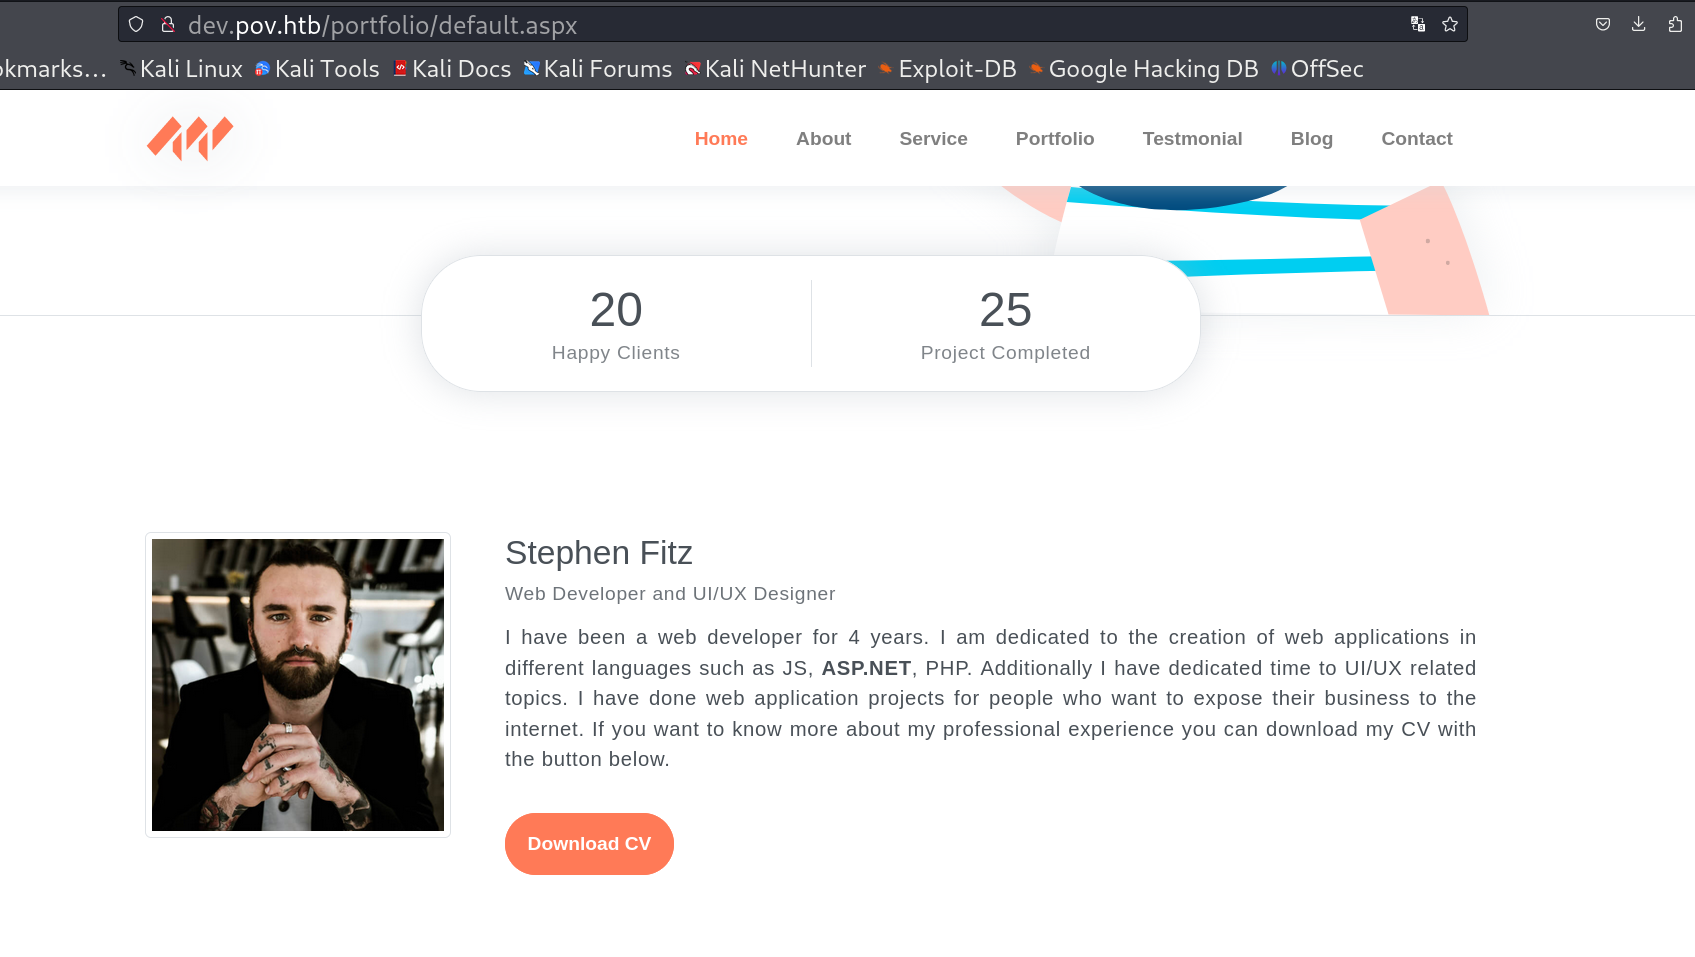 dev.pov.htb/portfolio/default.aspx
okmarks… Kali Linux Kali Tools Kali Docs Kali Forums Kali NetHunter Exploit-DB Google Hacking DB OffSec
Home About Service Portfolio Testmonial Blog Contact
20 25
Happy Clients Project Completed
Stephen Fitz
Web Developer and UI/UX Designer
I have been a web developer for 4 years. I am dedicated to the creation of web applications in
different languages such as JS, ASP.NET, PHP. Additionally I have dedicated time to UI/UX related
topics. I have done web application projects for people who want to expose their business to the
internet. If you want to know more about my professional experience you can download my CV with
the button below.
Download CV